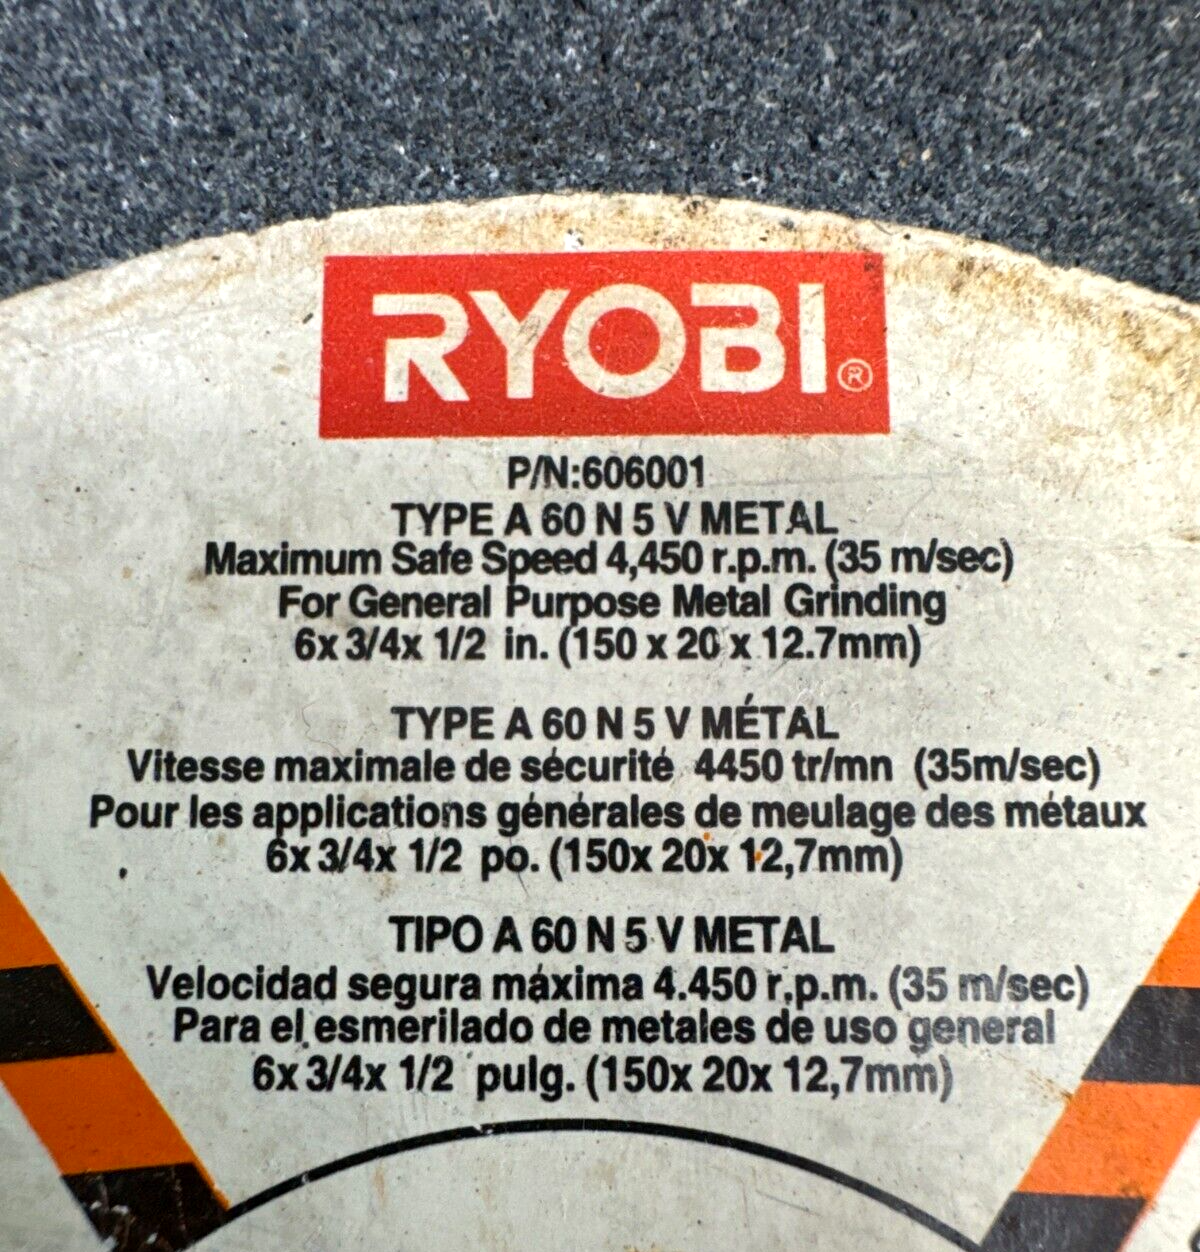 RYOBI®
P/N:606001
TYPE A 60 N 5 V METAL
Maximum Safe Speed 4,450 r.p.m. (35 m/sec)
For General Purpose Metal Grinding
6x 3/4x 1/2 in. (150 x 20 x 12.7mm)
TYPE A 60 N 5 V MÉTAL
Vitesse maximale de sécurité 4450 tr/mn (35m/sec)
Pour les applications générales de meulage des métaux
6x 3/4x 1/2 po. (150x 20x 12,7mm)
TIPO A 60 N 5 V METAL
Velocidad segura máxima 4.450 r.p.m. (35 m/sec)
Para el esmerilado de metales de uso general
6x 3/4x 1/2 pulg. (150x 20x 12,7mm)